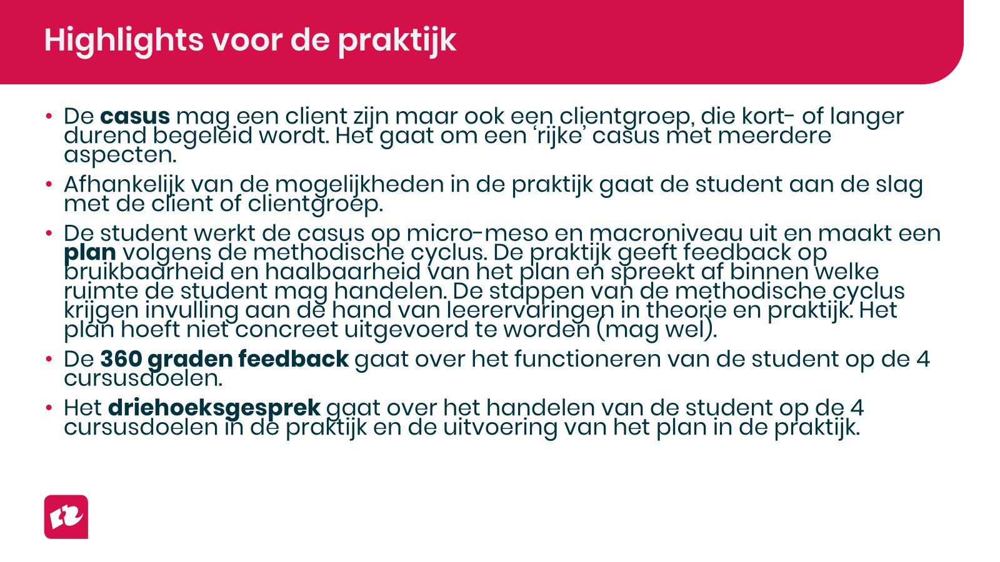 Highlights voor de praktijk
• De casus mag een client zijn maar ook een clientgroep, die kort- of langer
durend begeleid wordt. Het gaat om een ‘rijke’ casus met meerdere
aspecten.
• Afhankelijk van de mogelijkheden in de praktijk gaat de student aan de slag
met de client of clientgroep.
• De student werkt de casus op micro-meso en macroniveau uit en maakt een
plan volgens de methodische cyclus. De praktijk geeft feedback op
bruikbaarheid en haalbaarheid van het plan en spreekt af binnen welke
ruimte de student mag handelen. De stappen van de methodische cyclus
krijgen invulling aan de hand van leerervaringen in theorie en praktijk. Het
plan hoeft niet concreet uitgevoerd te worden (mag wel).
• De 360 graden feedback gaat over het functioneren van de student op de 4
cursusdoelen.
• Het driehoeksgesprek gaat over het handelen van de student op de 4
cursusdoelen in de praktijk en de uitvoering van het plan in de praktijk.